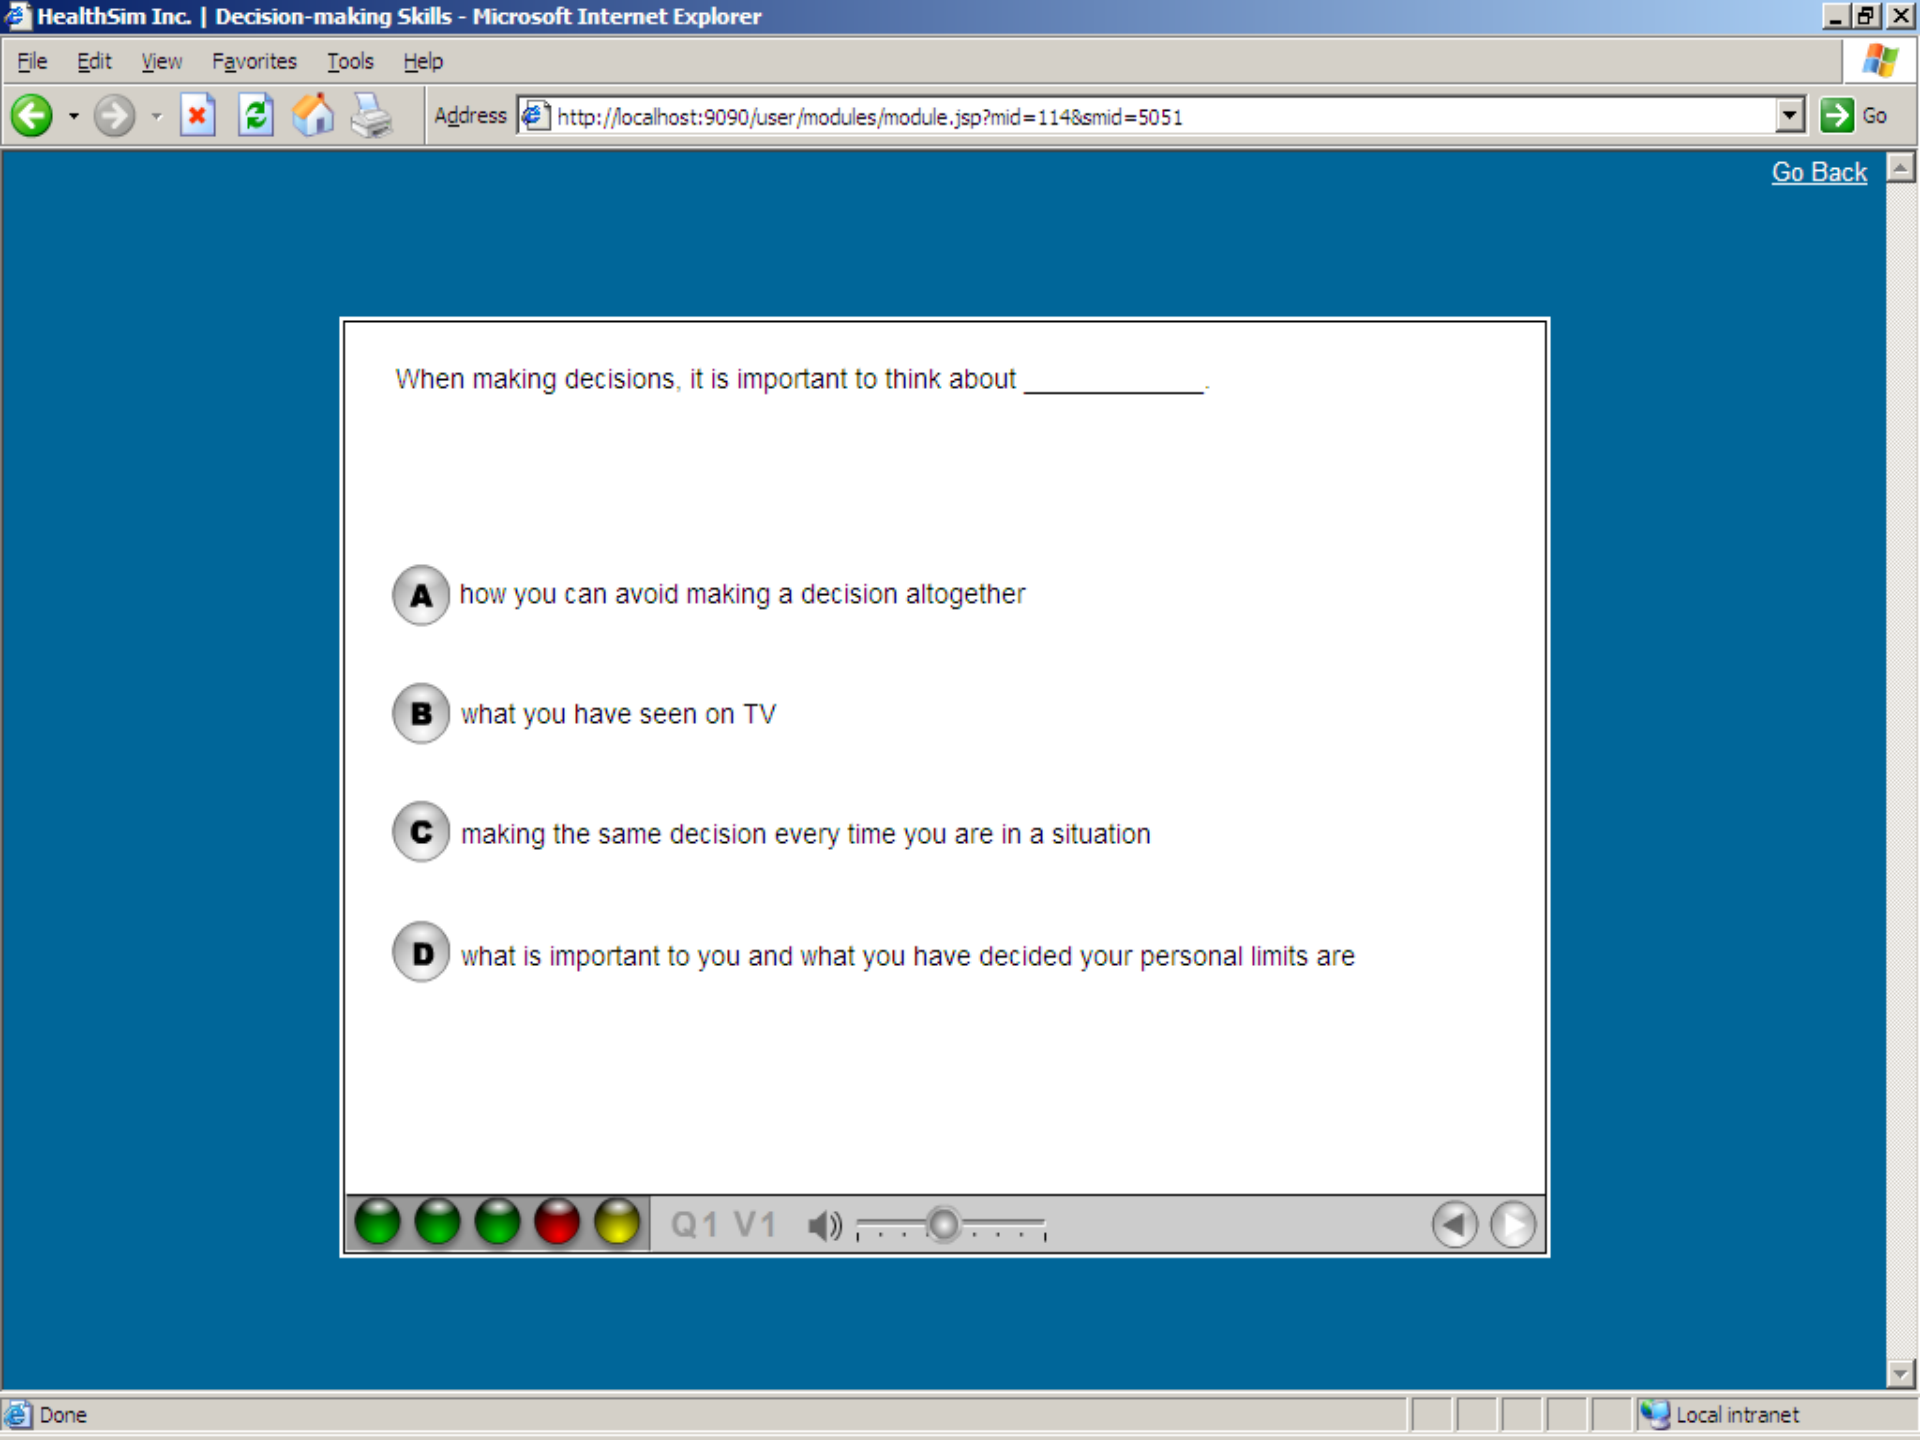 HealthSim Inc. | Decision-making Skills - Microsoft Internet Explorer
File Edit View Favorites Tools Help
Address http://localhost:9090/user/modules/module.jsp?mid=114&smid=5051 Go
Go Back
When making decisions, it is important to think about ____________.
A how you can avoid making a decision altogether
B what you have seen on TV
C making the same decision every time you are in a situation
D what is important to you and what you have decided your personal limits are
Q1 V1
Done Local intranet